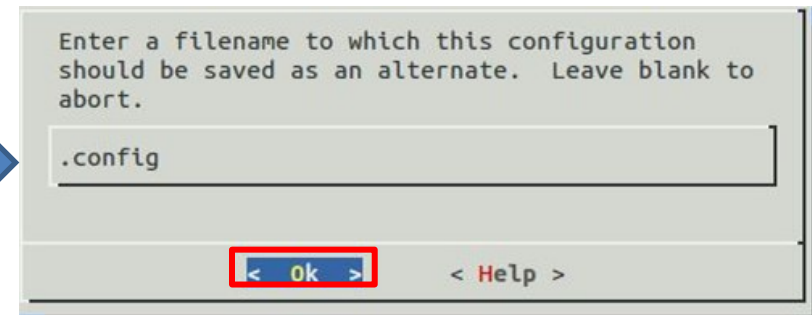 Enter a filename to which this configuration
should be saved as an alternate.  Leave blank to
abort.
.config
<  Ok  >        < Help >